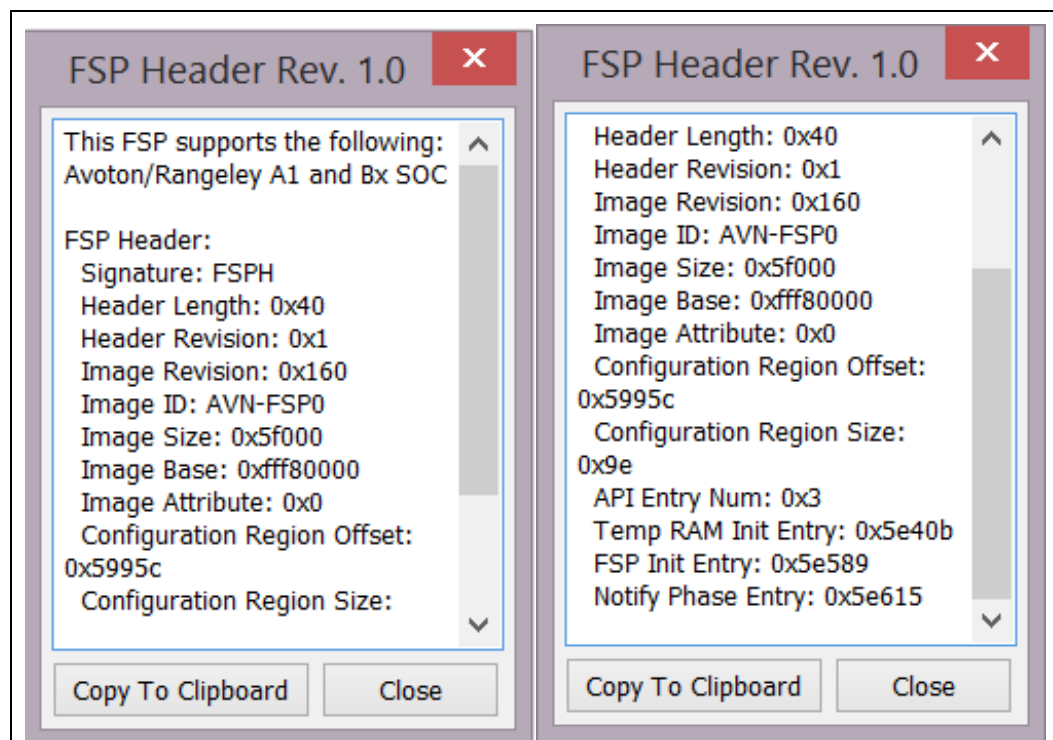 FSP Header Rev. 1.0
This FSP supports the following:
Avoton/Rangeley A1 and Bx SOC
FSP Header:
Signature: FSPH
Header Length: 0x40
Header Revision: 0x1
Image Revision: 0x160
Image ID: AVN-FSP0
Image Size: 0x5f000
Image Base: 0xfff80000
Image Attribute: 0x0
Configuration Region Offset:
0x5995c
Configuration Region Size:
Copy To Clipboard
Close
FSP Header Rev. 1.0
Header Length: 0x40
Header Revision: 0x1
Image Revision: 0x160
Image ID: AVN-FSP0
Image Size: 0x5f000
Image Base: 0xfff80000
Image Attribute: 0x0
Configuration Region Offset:
0x5995c
Configuration Region Size:
0x9e
API Entry Num: 0x3
Temp RAM Init Entry: 0x5e40b
FSP Init Entry: 0x5e589
Notify Phase Entry: 0x5e615
Copy To Clipboard
Close